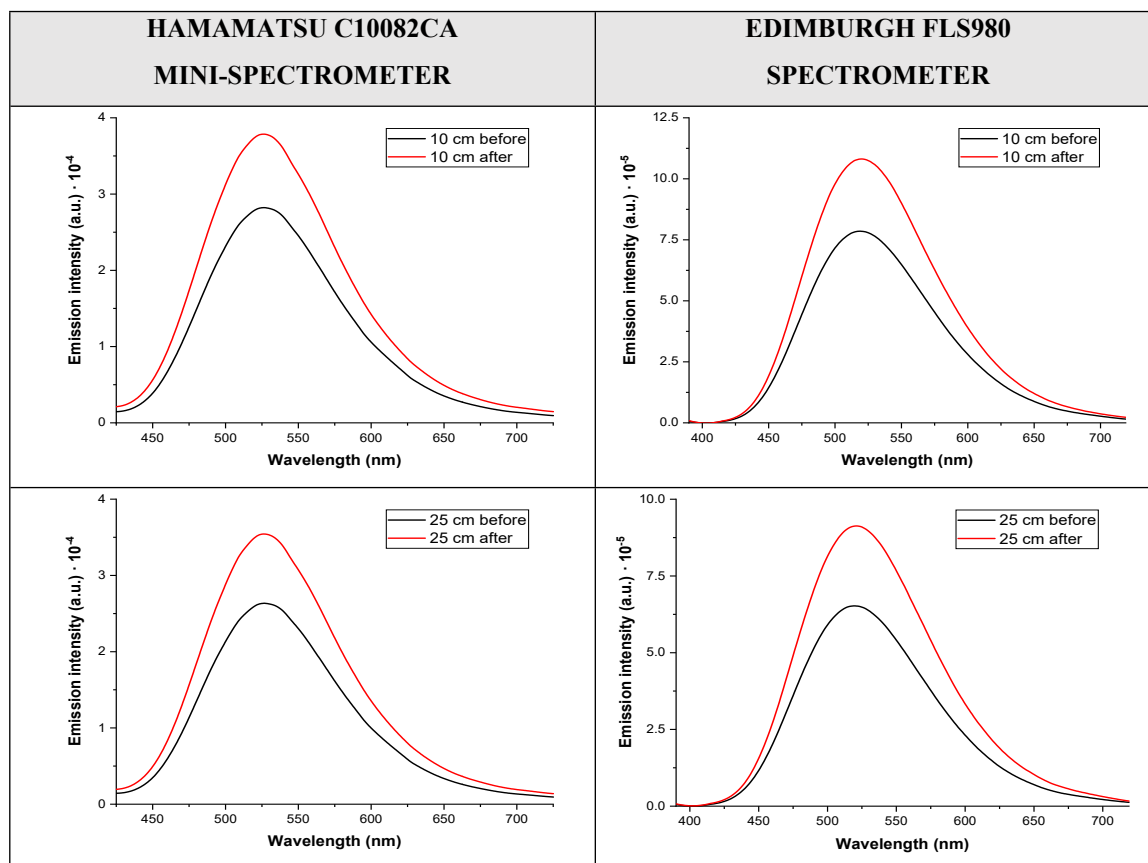 HAMAMATSU C10082CA
MINI-SPECTROMETER
EDIMBURGH FLS980
SPECTROMETER
4
3
2
1
0
Emission intensity (a.u.) · 10⁻⁴
10 cm before
10 cm after
450 500 550 600 650 700
Wavelength (nm)
12.5
10.0
7.5
5.0
2.5
0.0
Emission intensity (a.u.) · 10⁻⁵
10 cm before
10 cm after
400 450 500 550 600 650 700
Wavelength (nm)
4
3
2
1
0
Emission intensity (a.u.) · 10⁻⁴
25 cm before
25 cm after
450 500 550 600 650 700
Wavelength (nm)
10.0
7.5
5.0
2.5
0.0
Emission intensity (a.u.) · 10⁻⁵
25 cm before
25 cm after
400 450 500 550 600 650 700
Wavelength (nm)